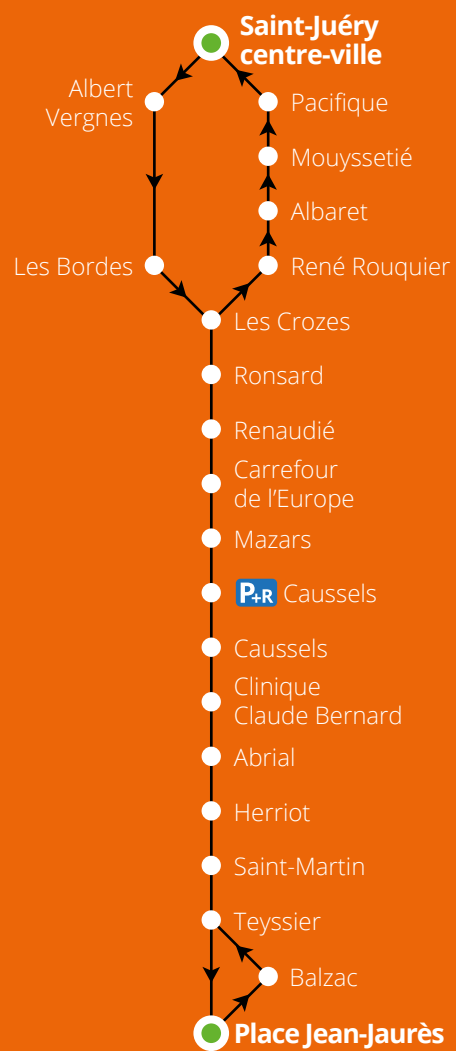 Saint-Juéry
centre-ville
Albert
Vergnes
Pacifique
Mouyssetié
Albaret
Les Bordes
René Rouquier
Les Crozes
Ronsard
Renaudié
Carrefour
de l'Europe
Mazars
P+R Caussels
Caussels
Clinique
Claude Bernard
Abrial
Herriot
Saint-Martin
Teyssier
Balzac
Place Jean-Jaurès